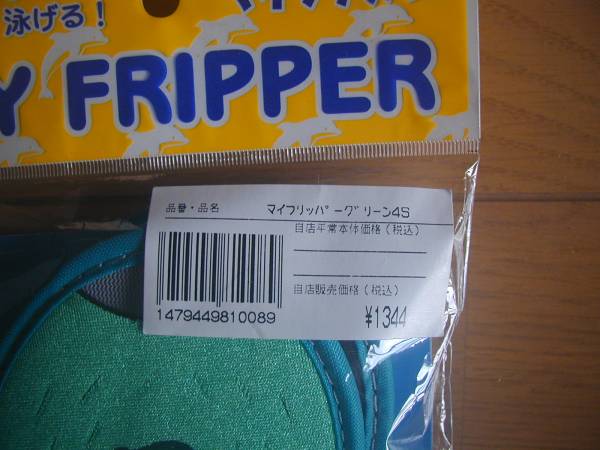 泳げる!
Y FRIPPER
品番・品名 マイフリッパーグリーン4S
自店平常本体価格(税込)
自店販売価格(税込)
¥1344
1479449810089